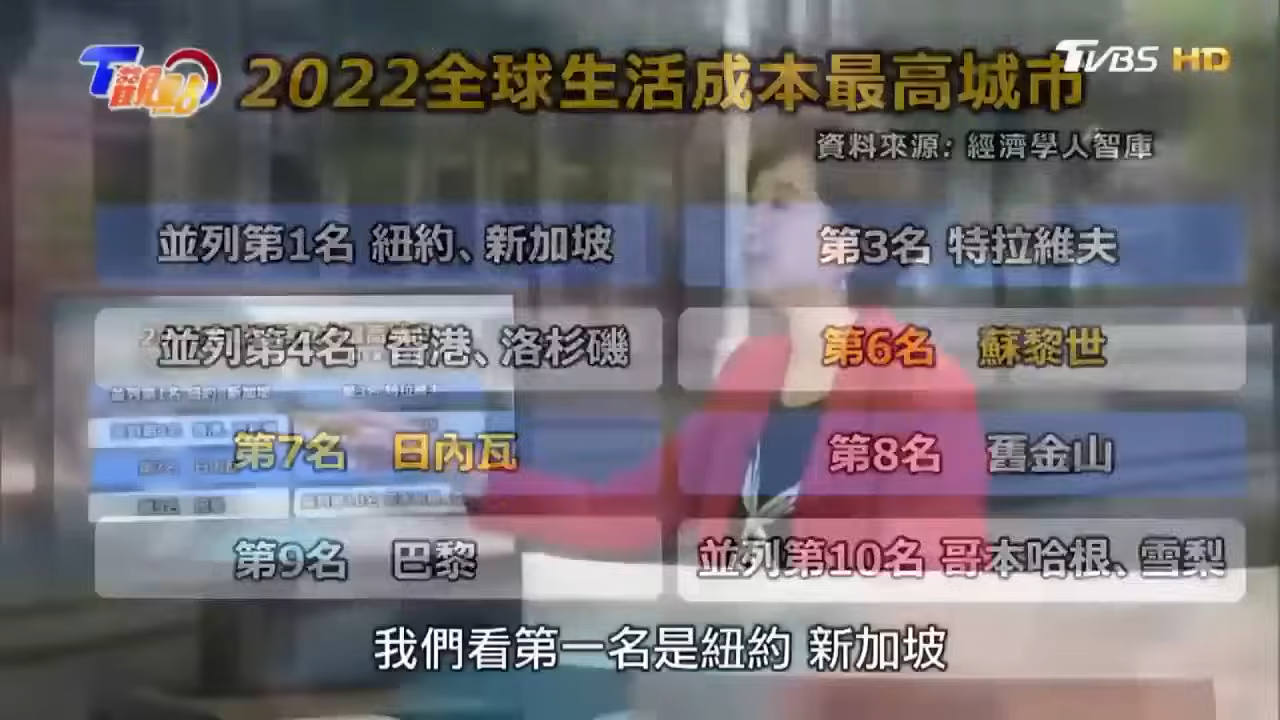 T觀點
TVBS HD
2022全球生活成本最高城市
資料來源: 經濟學人智庫
並列第1名 紐約、新加坡
第3名 特拉維夫
並列第4名 香港、洛杉磯
第6名 蘇黎世
第7名 日內瓦
第8名 舊金山
第9名 巴黎
並列第10名 哥本哈根、雪梨
我們看第一名是紐約 新加坡